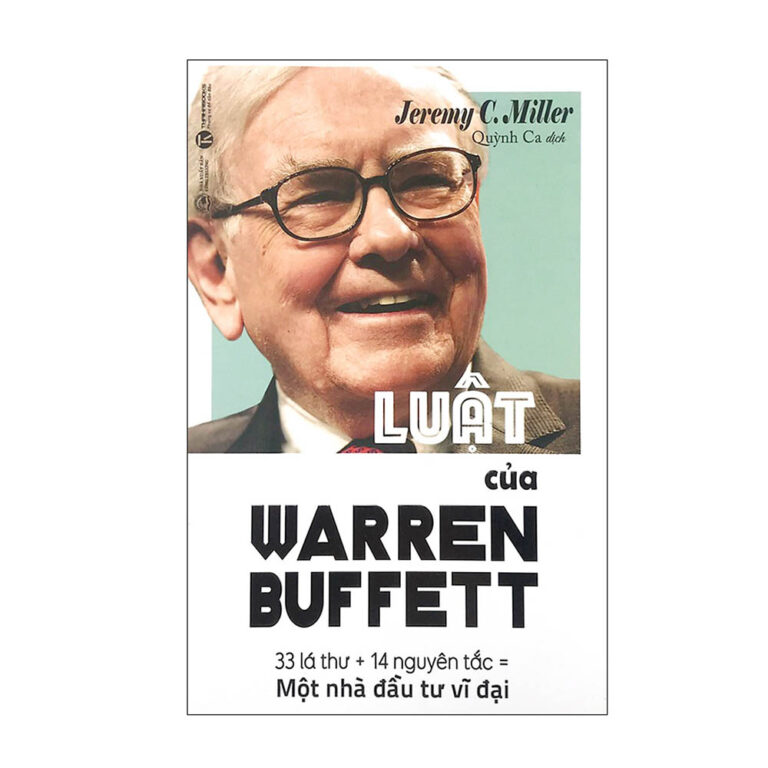 Jeremy C. Miller
Quỳnh Ca dịch
THAIHABOOKS
LUẬT
của
WARREN
BUFFETT
33 lá thư + 14 nguyên tắc =
Một nhà đầu tư vĩ đại